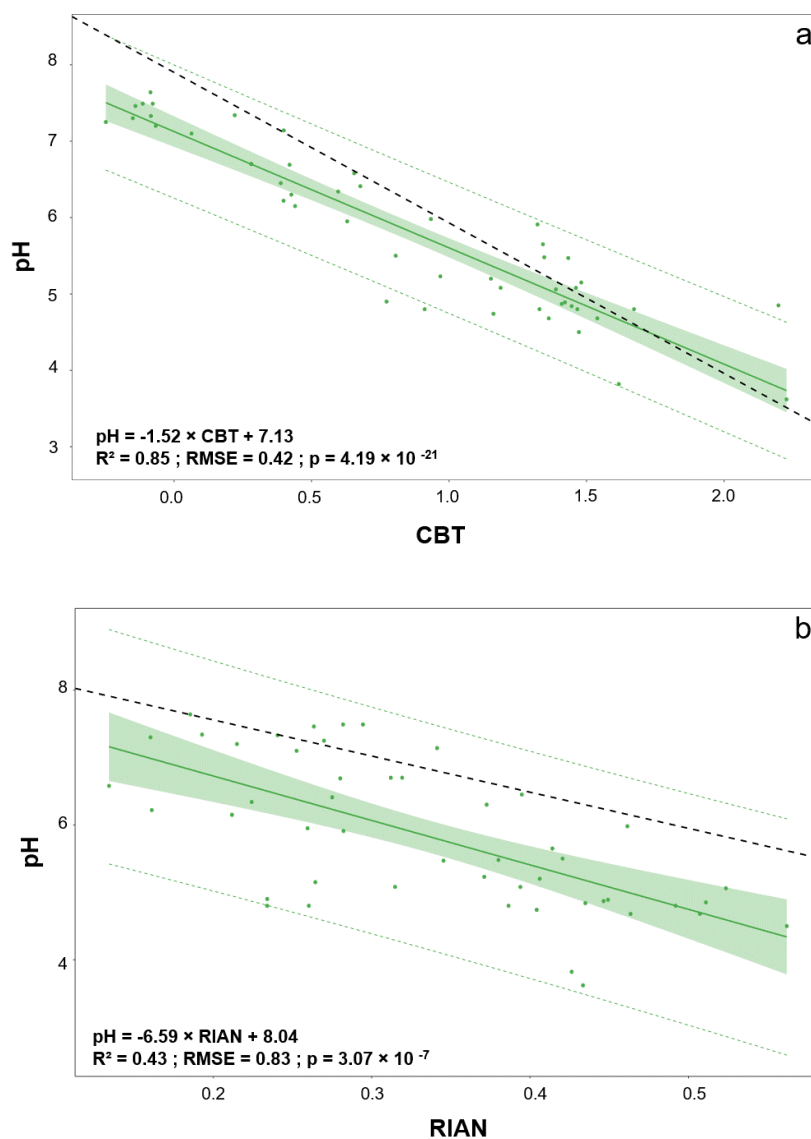 a
8
7
6
5
4
3
pH
pH = -1.52 × CBT + 7.13
R² = 0.85 ; RMSE = 0.42 ; p = 4.19 × 10 -21
0.0 0.5 1.0 1.5 2.0
CBT
b
8
6
4
pH
pH = -6.59 × RIAN + 8.04
R² = 0.43 ; RMSE = 0.83 ; p = 3.07 × 10 -7
0.2 0.3 0.4 0.5
RIAN